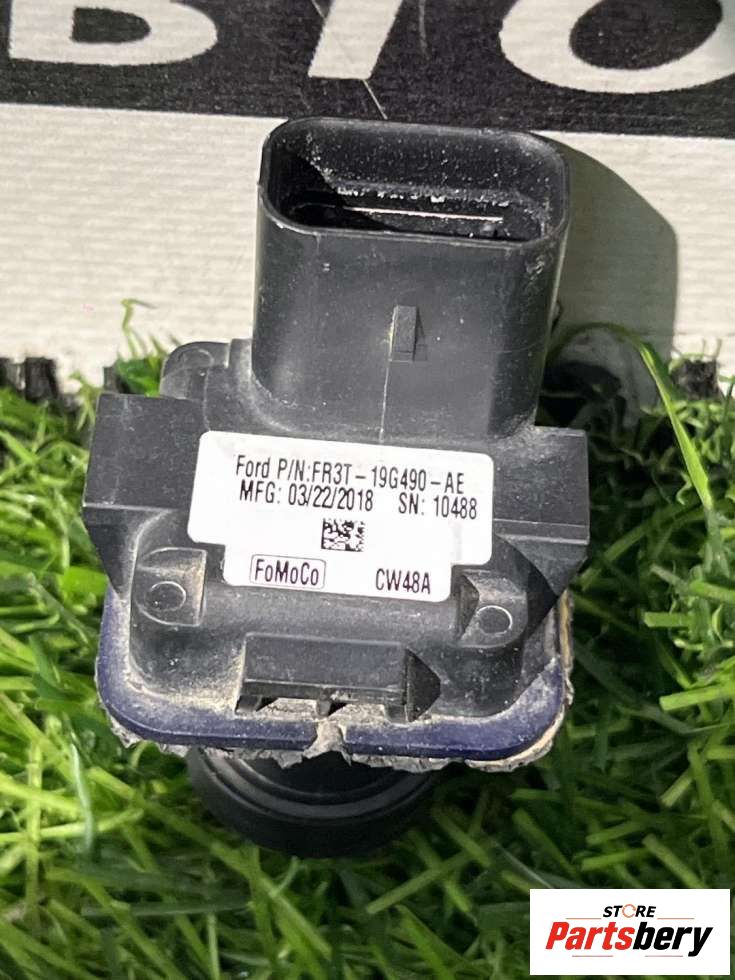 Ford P/N:FR3T-19G490-AE
MFG: 03/22/2018 SN: 10488
FoMoCo CW48A
STORE
Partsbery